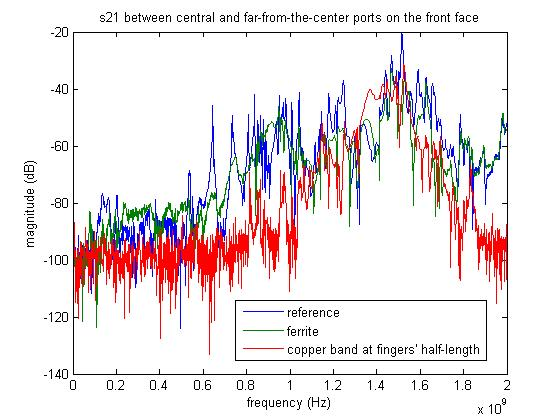 s21 between central and far-from-the-center ports on the front face
magnitude (dB)
-20
-40
-60
-80
-100
-120
-140
0
0.2
0.4
0.6
0.8
1
1.2
1.4
1.6
1.8
2
x 10^9
frequency (Hz)
reference
ferrite
copper band at fingers' half-length